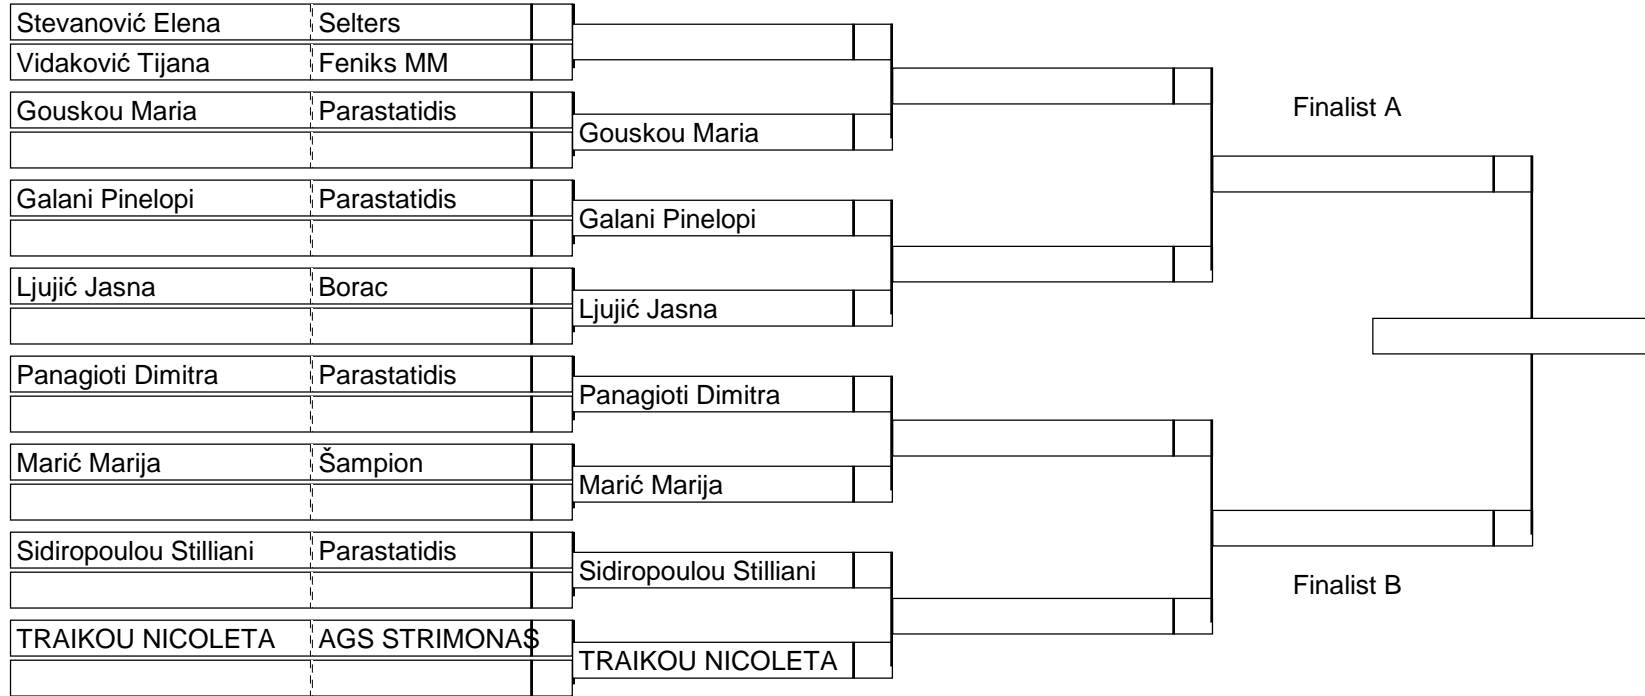 Stevanović Elena Selters
Vidaković Tijana Feniks MM
Gouskou Maria Parastatidis
Finalist A
Gouskou Maria
Galani Pinelopi Parastatidis
Galani Pinelopi
Ljujić Jasna Borac
Ljujić Jasna
Panagioti Dimitra Parastatidis
Panagioti Dimitra
Marić Marija Šampion
Marić Marija
Sidiropoulou Stilliani Parastatidis
Sidiropoulou Stilliani
Finalist B
TRAIKOU NICOLETA AGS STRIMONAS
TRAIKOU NICOLETA